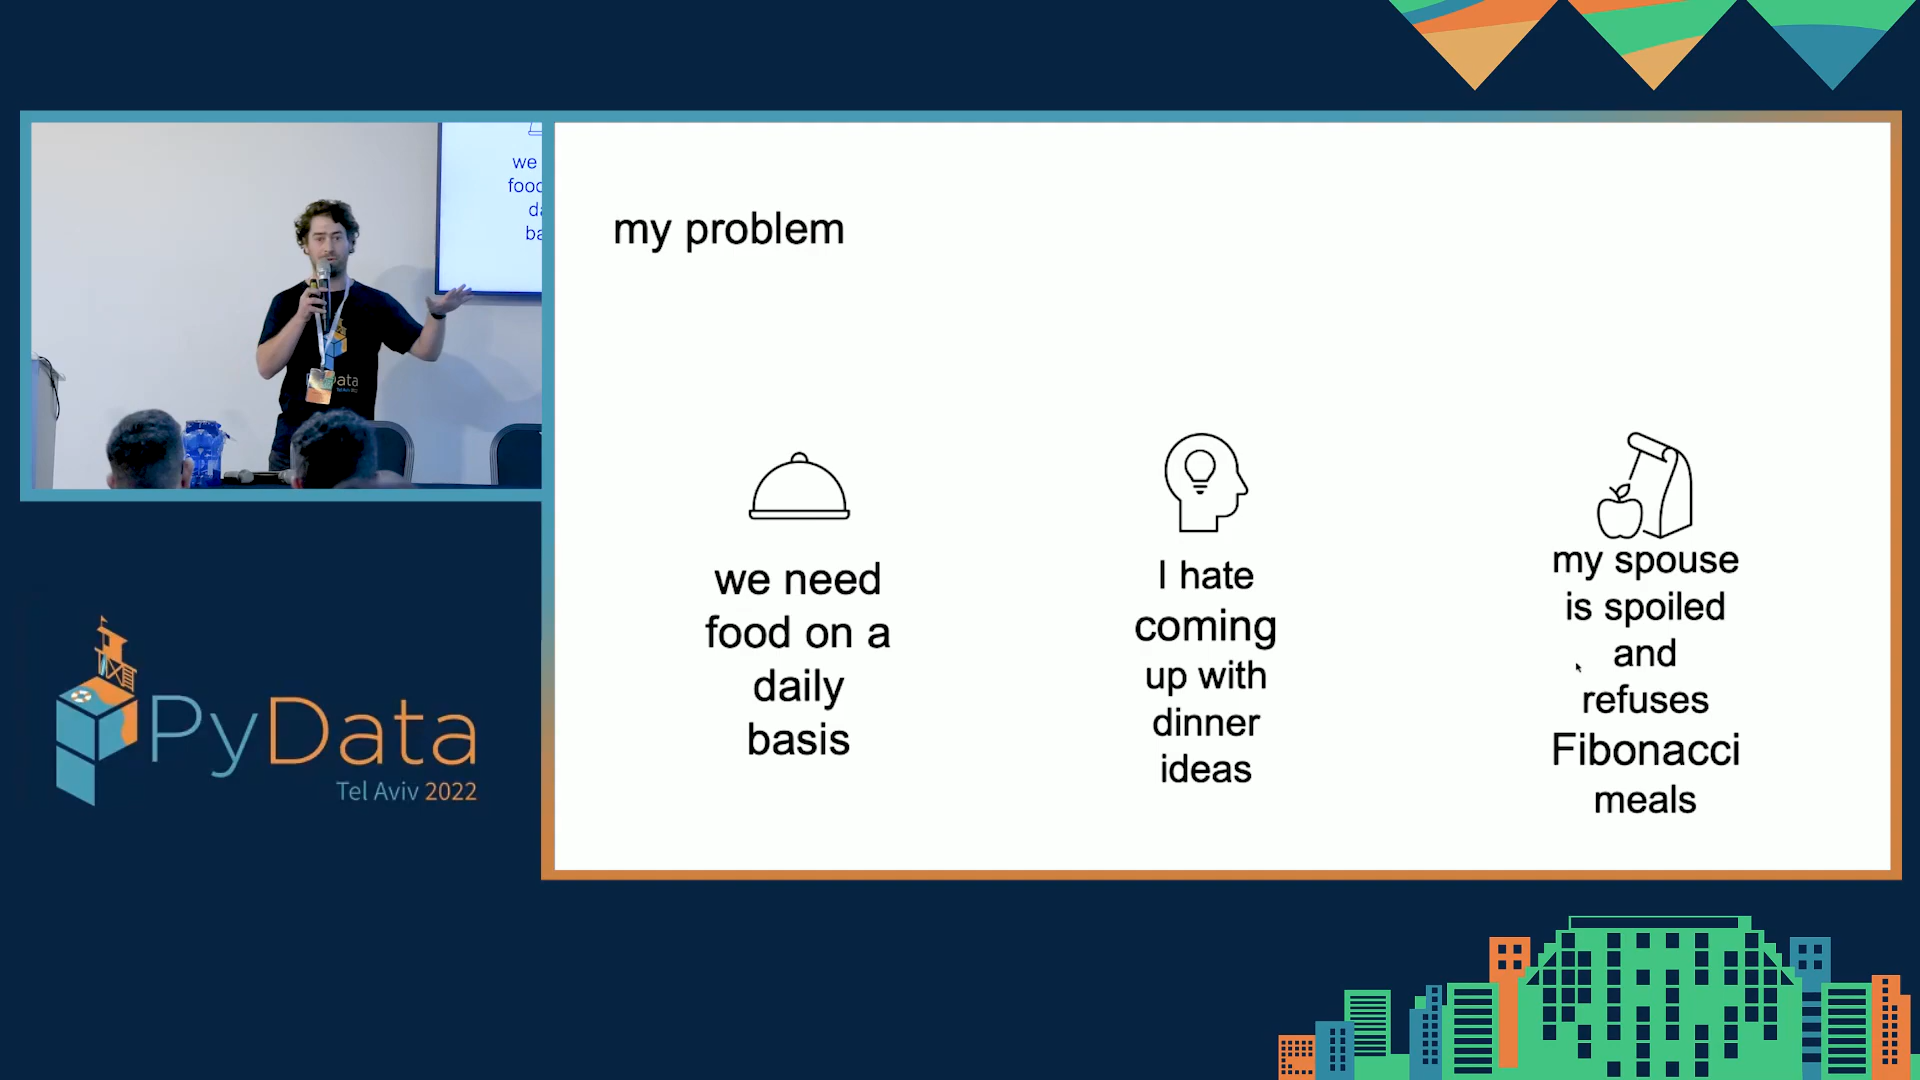 we
my problem
we need
food on a
daily
basis
I hate
coming
up with
dinner
ideas
my spouse
is spoiled
and
refuses
Fibonacci
meals
PyData
Tel Aviv 2022